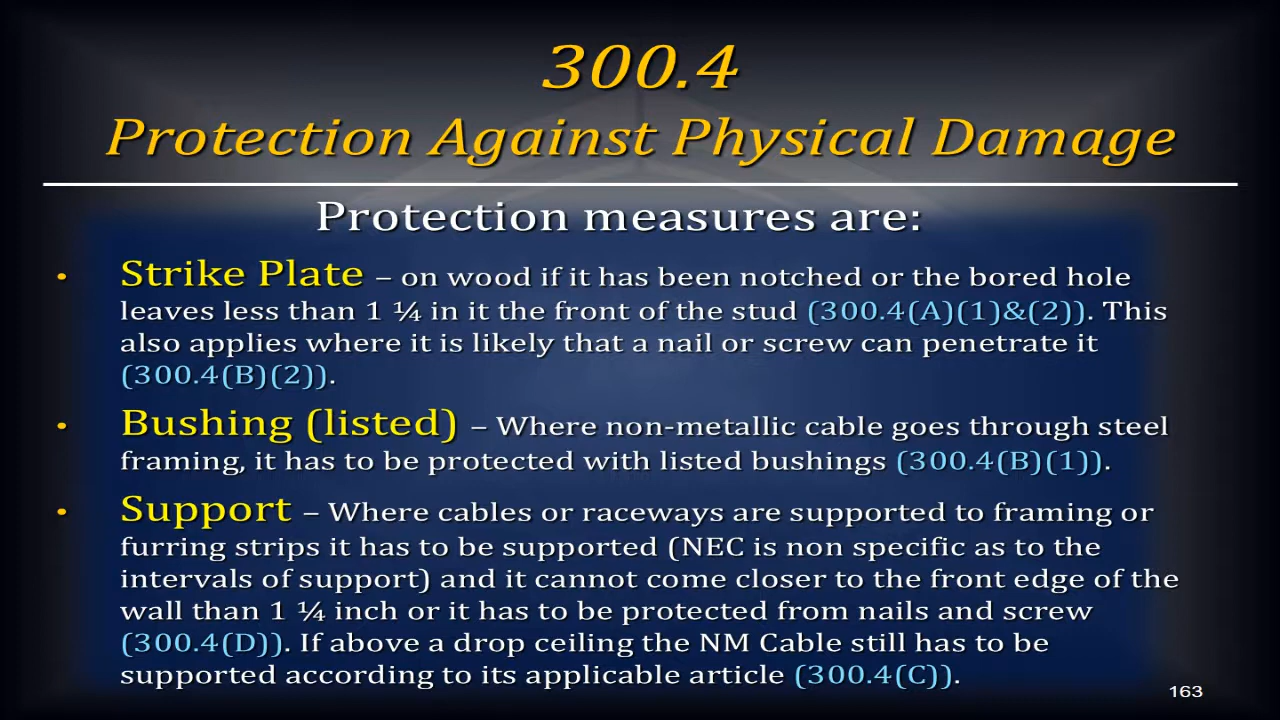 300.4
Protection Against Physical Damage
Protection measures are:
• Strike Plate – on wood if it has been notched or the bored hole
leaves less than 1 ¼ in it the front of the stud (300.4(A)(1)&(2)). This
also applies where it is likely that a nail or screw can penetrate it
(300.4(B)(2)).
• Bushing (listed) – Where non-metallic cable goes through steel
framing, it has to be protected with listed bushings (300.4(B)(1)).
• Support – Where cables or raceways are supported to framing or
furring strips it has to be supported (NEC is non specific as to the
intervals of support) and it cannot come closer to the front edge of the
wall than 1 ¼ inch or it has to be protected from nails and screw
(300.4(D)). If above a drop ceiling the NM Cable still has to be
supported according to its applicable article (300.4(C)).
163